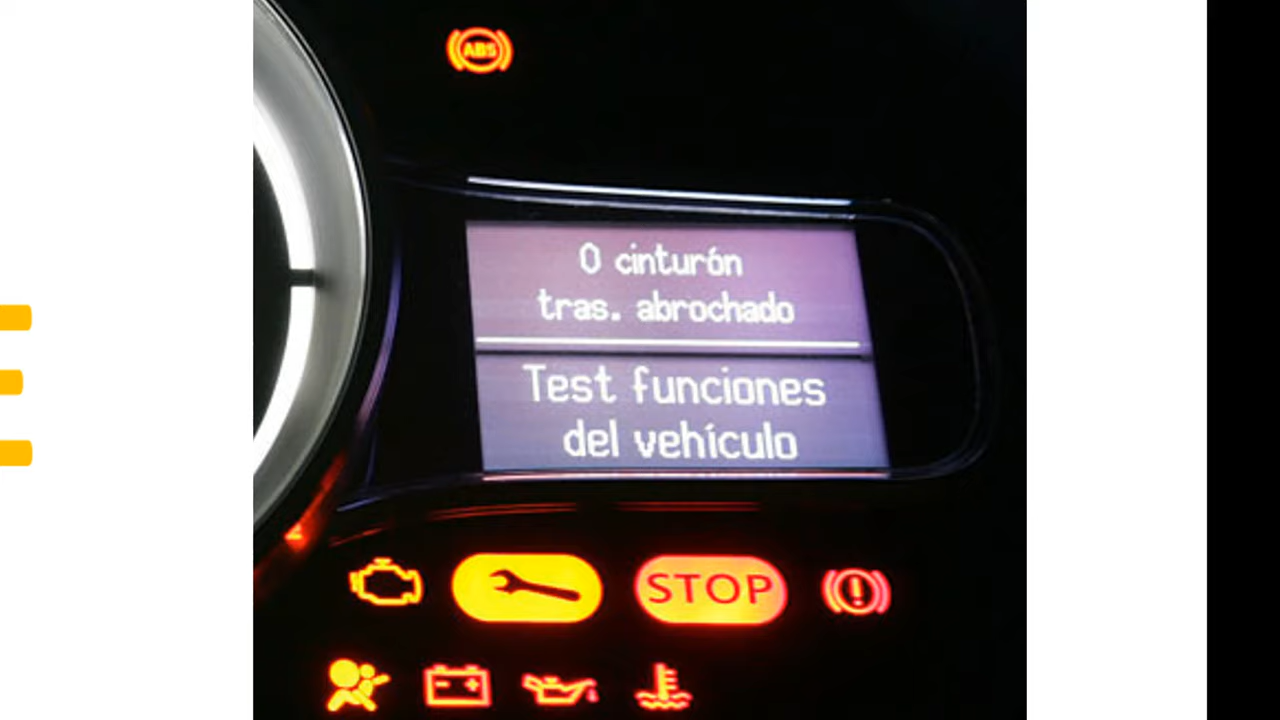 ABS
0 cinturón
tras. abrochado
Test funciones
del vehículo
STOP